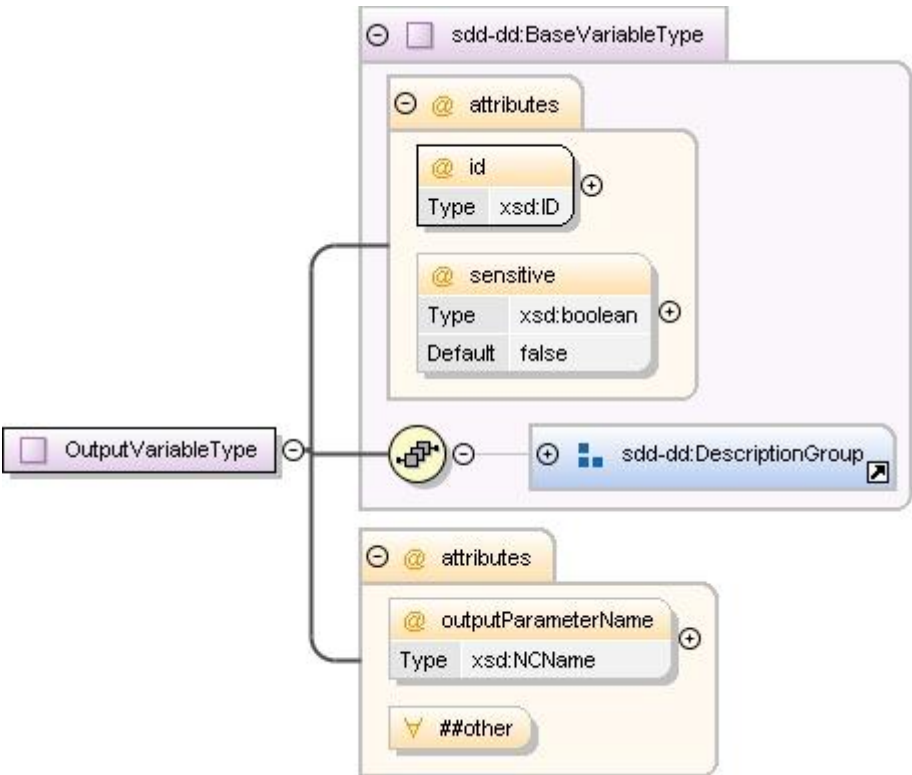 sdd-dd:BaseVariableType
@ attributes
@ id
Type xsd:ID
@ sensitive
Type xsd:boolean
Default false
OutputVariableType
sdd-dd:DescriptionGroup
@ attributes
@ outputParameterName
Type xsd:NCName
∀ ##other